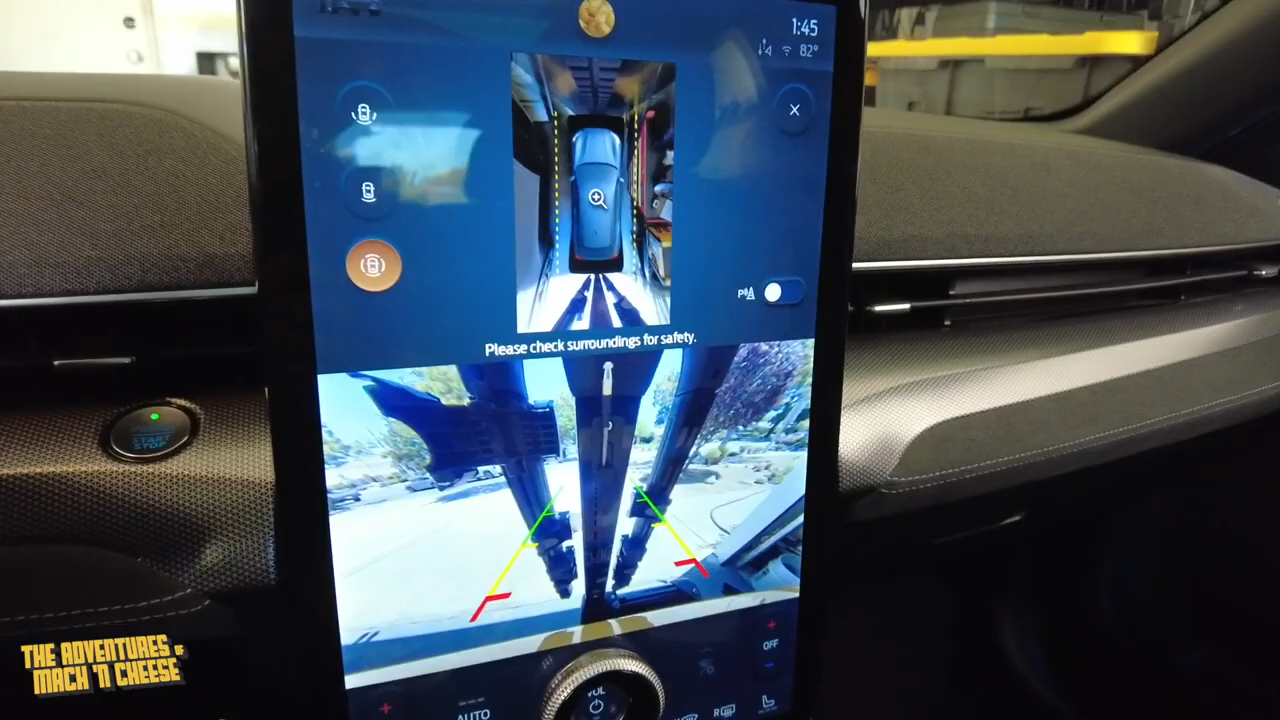 1:45
82°
P
Please check surroundings for safety.
START
STOP
OFF
VOL
AUTO
R
THE ADVENTURES OF
MACH 'N CHEESE